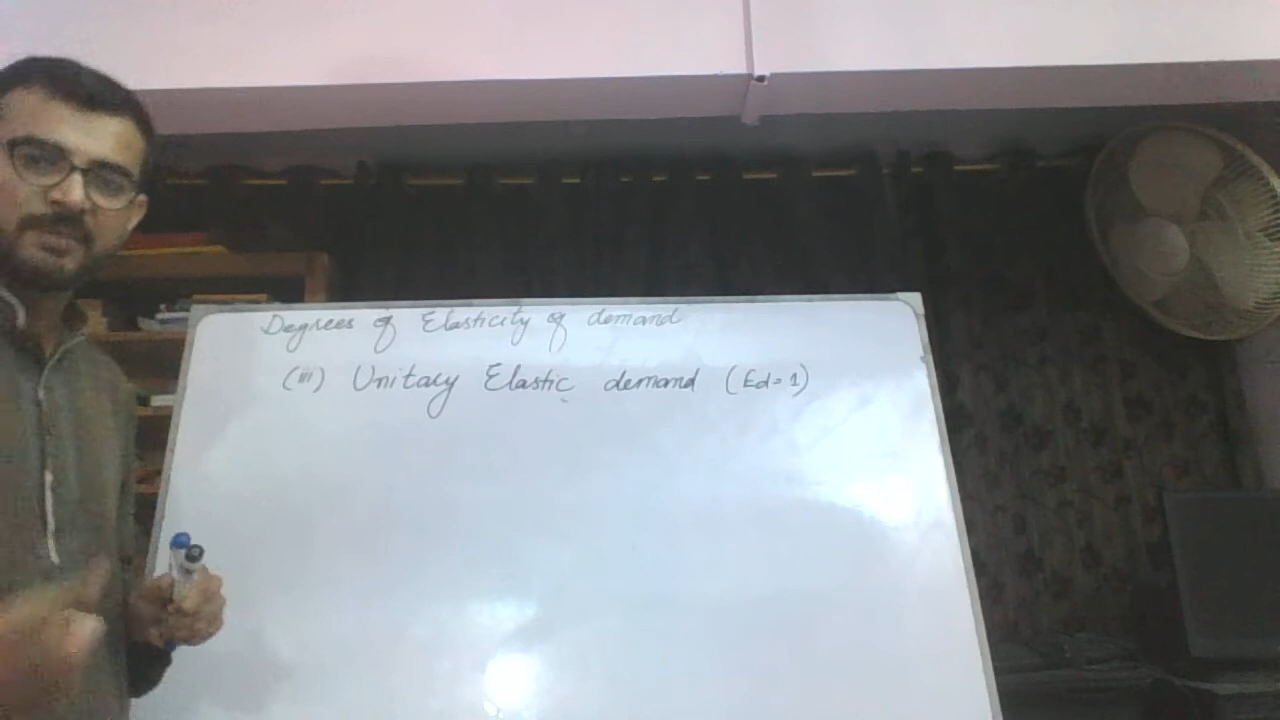 Degrees of Elasticity of demand
(iii) Unitary Elastic demand (Ed=1)